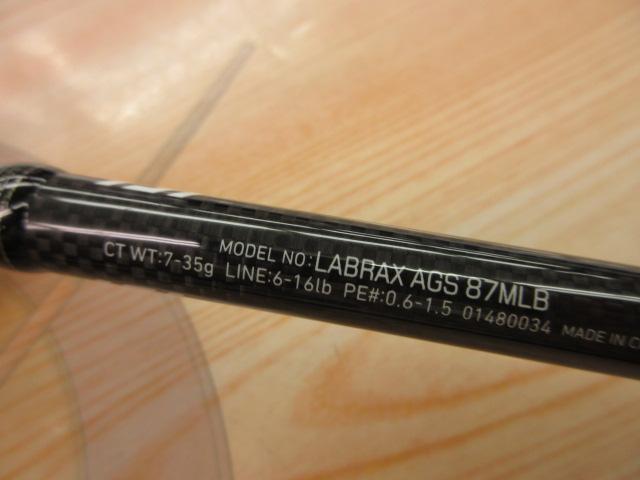 MODEL NO:LABRAX AGS 87MLB
CT WT:7-35g LINE:6-16lb PE#:0.6-1.5 01480034 MADE IN C